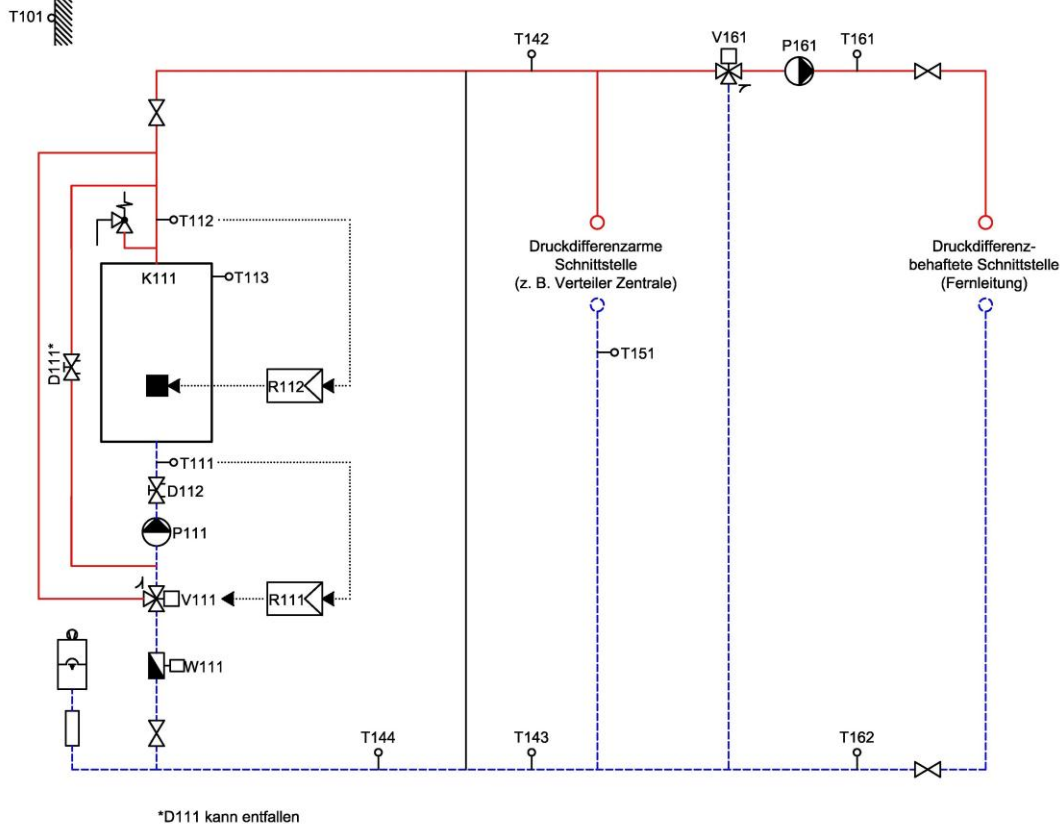 T101
T142
V161
P161
T161
T112
K111
T113
Druckdifferenzarme
Schnittstelle
(z. B. Verteiler Zentrale)
Druckdifferenz-
behaftete Schnittstelle
(Fernleitung)
T151
D111*
R112
T111
D112
P111
V111
R111
W111
T144
T143
T162
*D111 kann entfallen